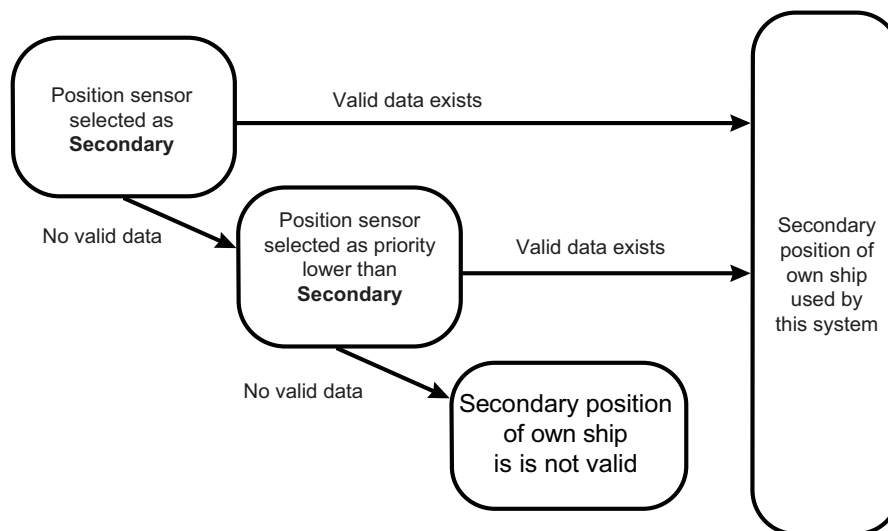 Position sensor
selected as
Secondary
Valid data exists
No valid data
Position sensor
selected as priority
lower than
Secondary
Valid data exists
No valid data
Secondary position
of own ship
is is not valid
Secondary
position of
own ship
used by
this system